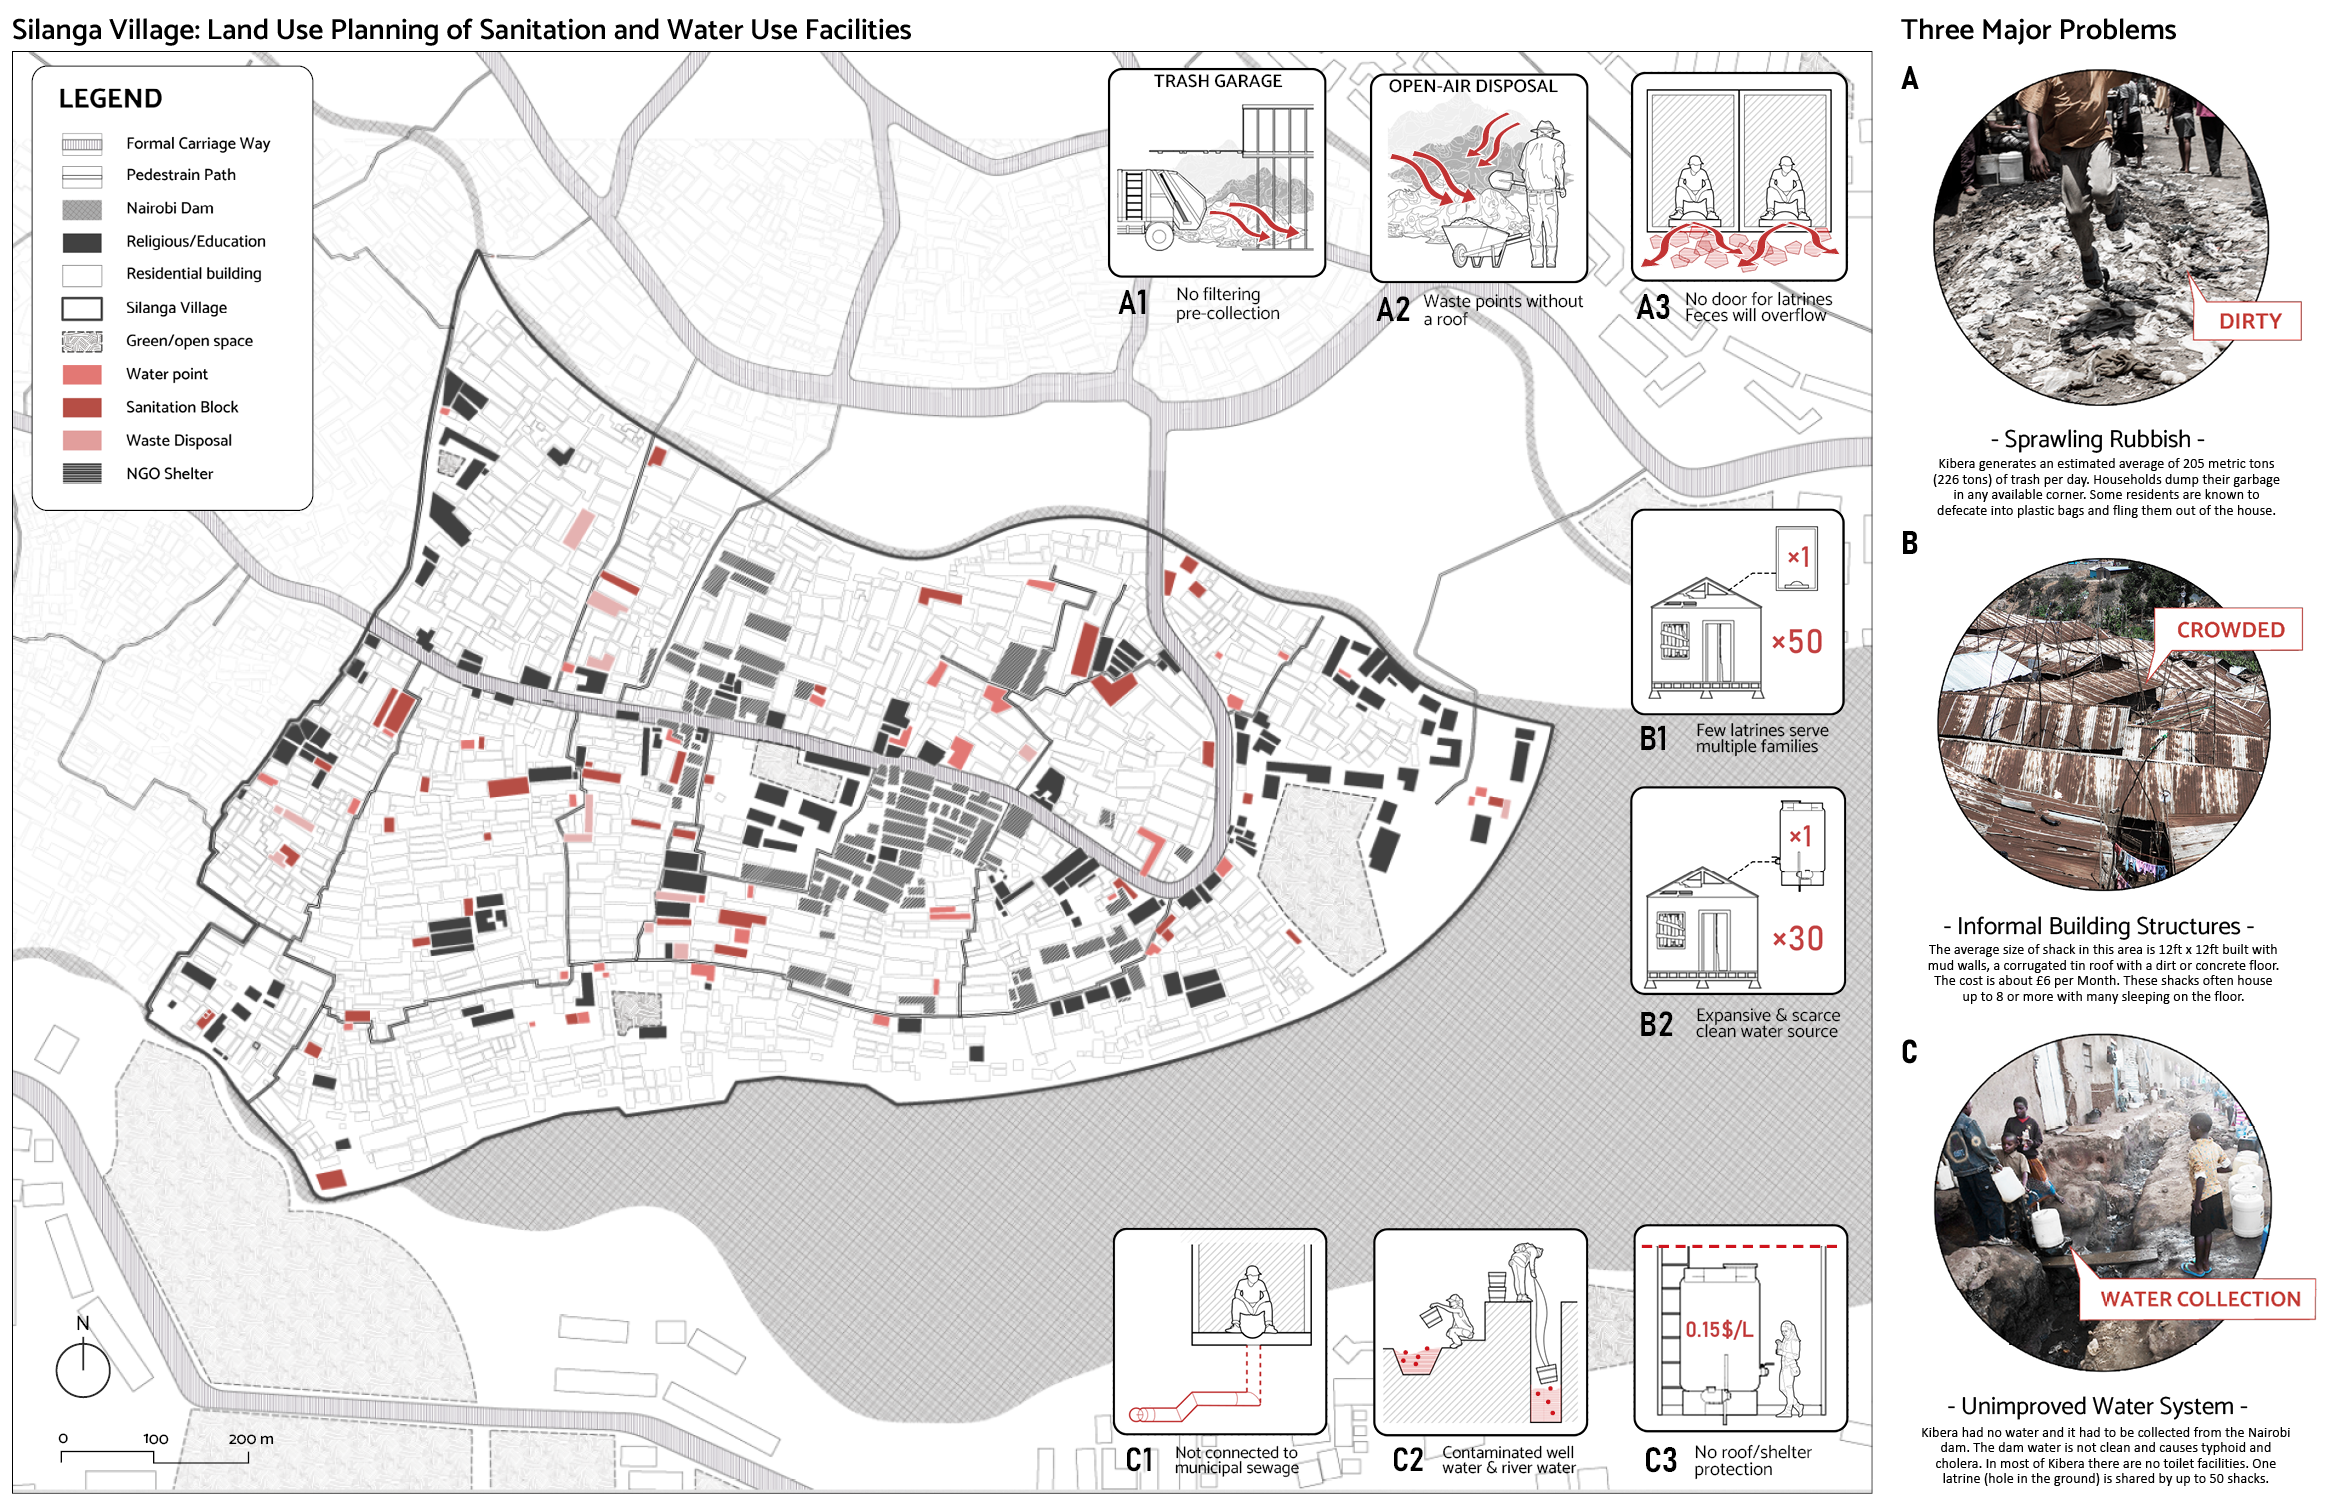 Silanga Village: Land Use Planning of Sanitation and Water Use Facilities
LEGEND
Formal Carriage Way
Pedestrain Path
Nairobi Dam
Religious/Education
Residential building
Silanga Village
Green/open space
Water point
Sanitation Block
Waste Disposal
NGO Shelter
TRASH GARAGE
A1
No filtering
pre-collection
OPEN-AIR DISPOSAL
A2
Waste points without
a roof
A3
No door for latrines
Feces will overflow
×1
×50
B1
Few latrines serve
multiple families
×1
×30
B2
Expansive & scarce
clean water source
C1
Not connected to
municipal sewage
C2
Contaminated well
water & river water
0.15$/L
C3
No roof/shelter
protection
N
0 100 200 m
Three Major Problems
A
DIRTY
- Sprawling Rubbish -
Kibera generates an estimated average of 205 metric tons
(226 tons) of trash per day. Households dump their garbage
in any available corner. Some residents are known to
defecate into plastic bags and fling them out of the house.
B
CROWDED
- Informal Building Structures -
The average size of shack in this area is 12ft x 12ft built with
mud walls, a corrugated tin roof with a dirt or concrete floor.
The cost is about £6 per Month. These shacks often house
up to 8 or more with many sleeping on the floor.
C
WATER COLLECTION
- Unimproved Water System -
Kibera had no water and it had to be collected from the Nairobi
dam. The dam water is not clean and causes typhoid and
cholera. In most of Kibera there are no toilet facilities. One
latrine (hole in the ground) is shared by up to 50 shacks.